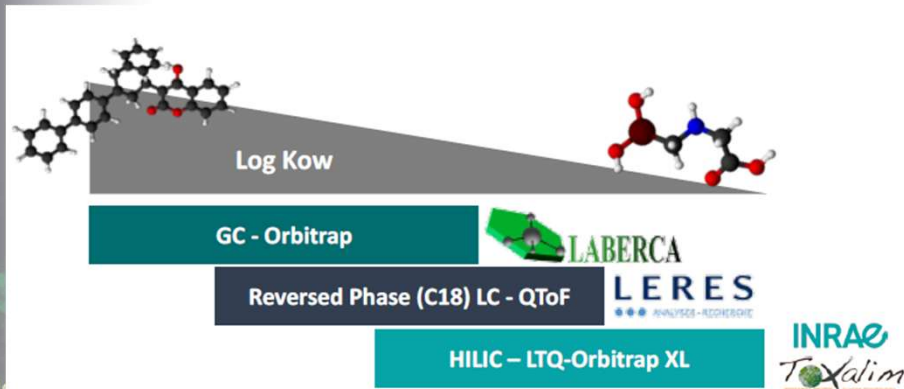 Log Kow
GC - Orbitrap
LABERCA
Reversed Phase (C18) LC - QToF
LERES
ANALYSES - RECHERCHE
HILIC – LTQ-Orbitrap XL
INRAE
Toxalim